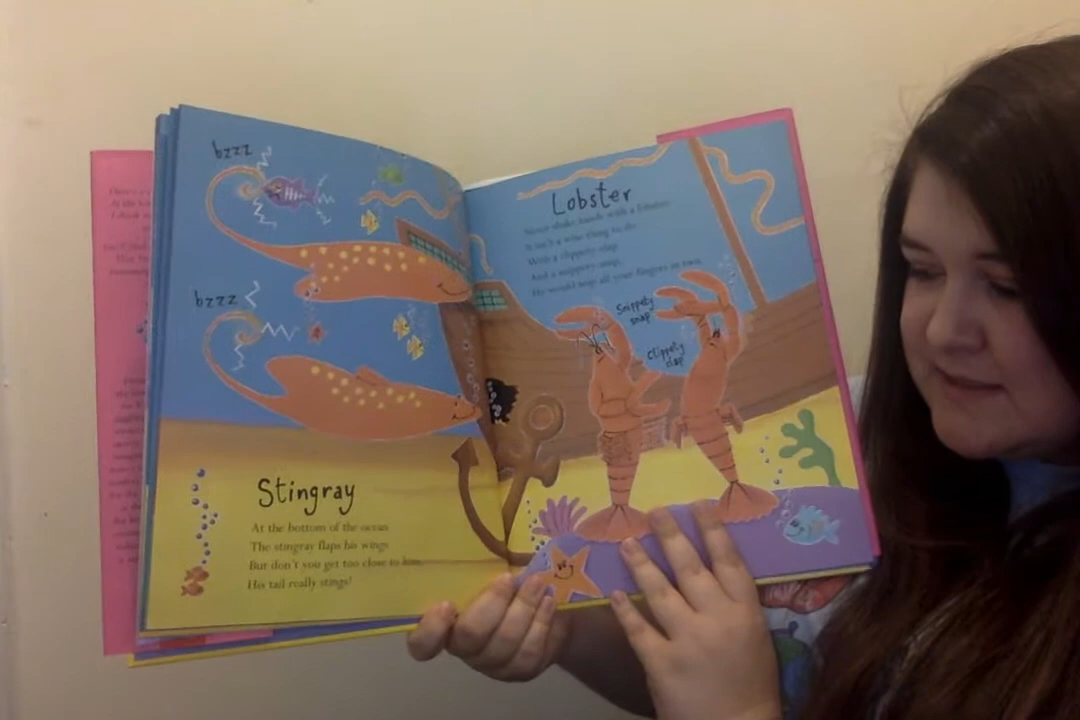 bzzz
bzzz
Stingray
At the bottom of the ocean
The stingray flaps his wings
But don't you get too close to him,
His tail really stings!
Lobster
Never shake hands with a lobster
It isn't a wise thing to do
With a clippety-clap
And a snippety-snap,
He would snap all your fingers in two.
Snippety
snap
Clippety
clap